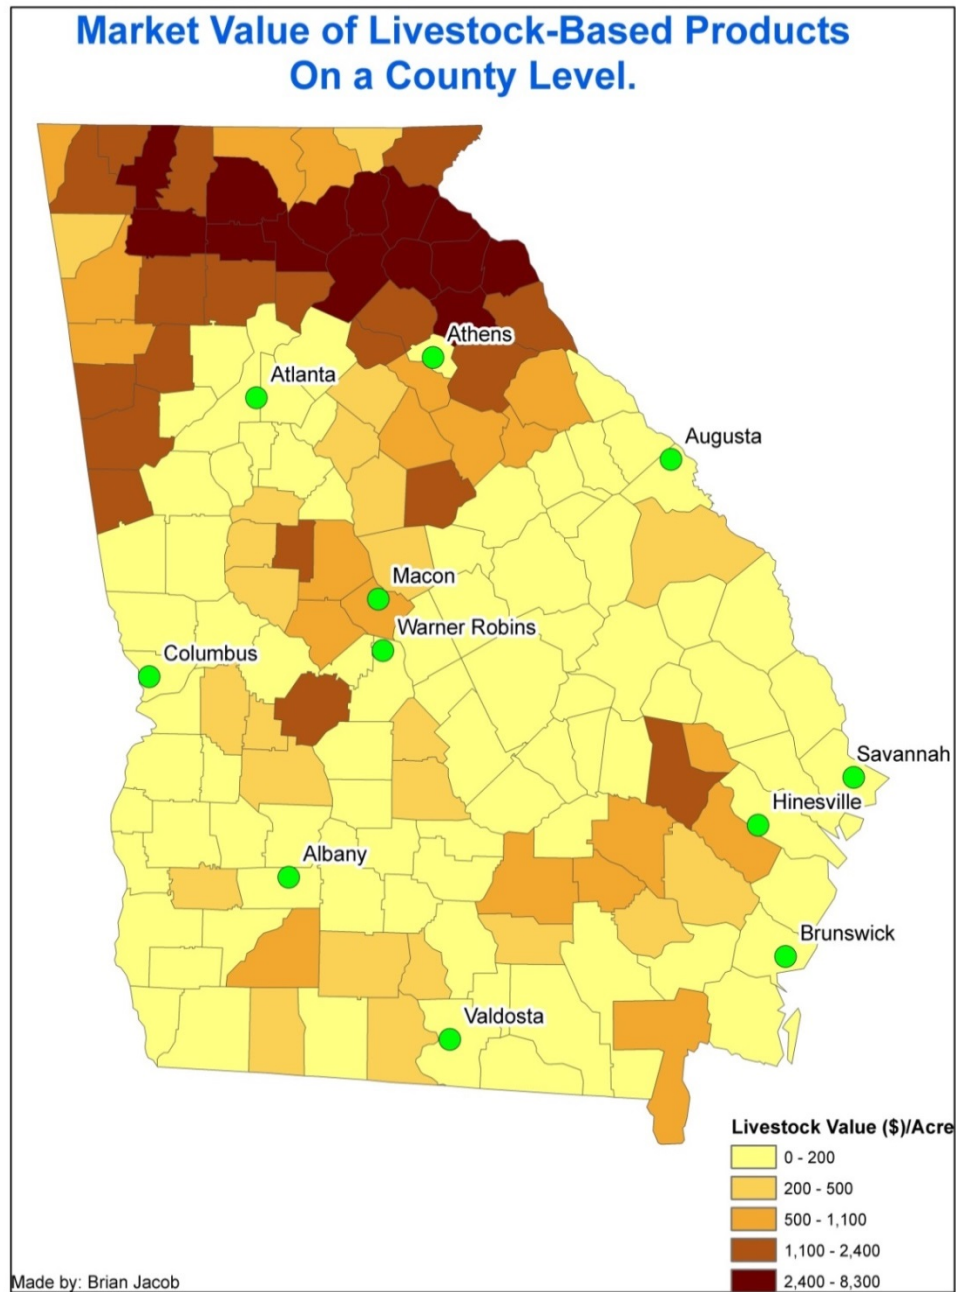 Market Value of Livestock-Based Products
On a County Level.
Athens
Atlanta
Augusta
Macon
Warner Robins
Columbus
Savannah
Hinesville
Albany
Brunswick
Valdosta
Livestock Value ($)/Acre
0 - 200
200 - 500
500 - 1,100
1,100 - 2,400
2,400 - 8,300
Made by: Brian Jacob